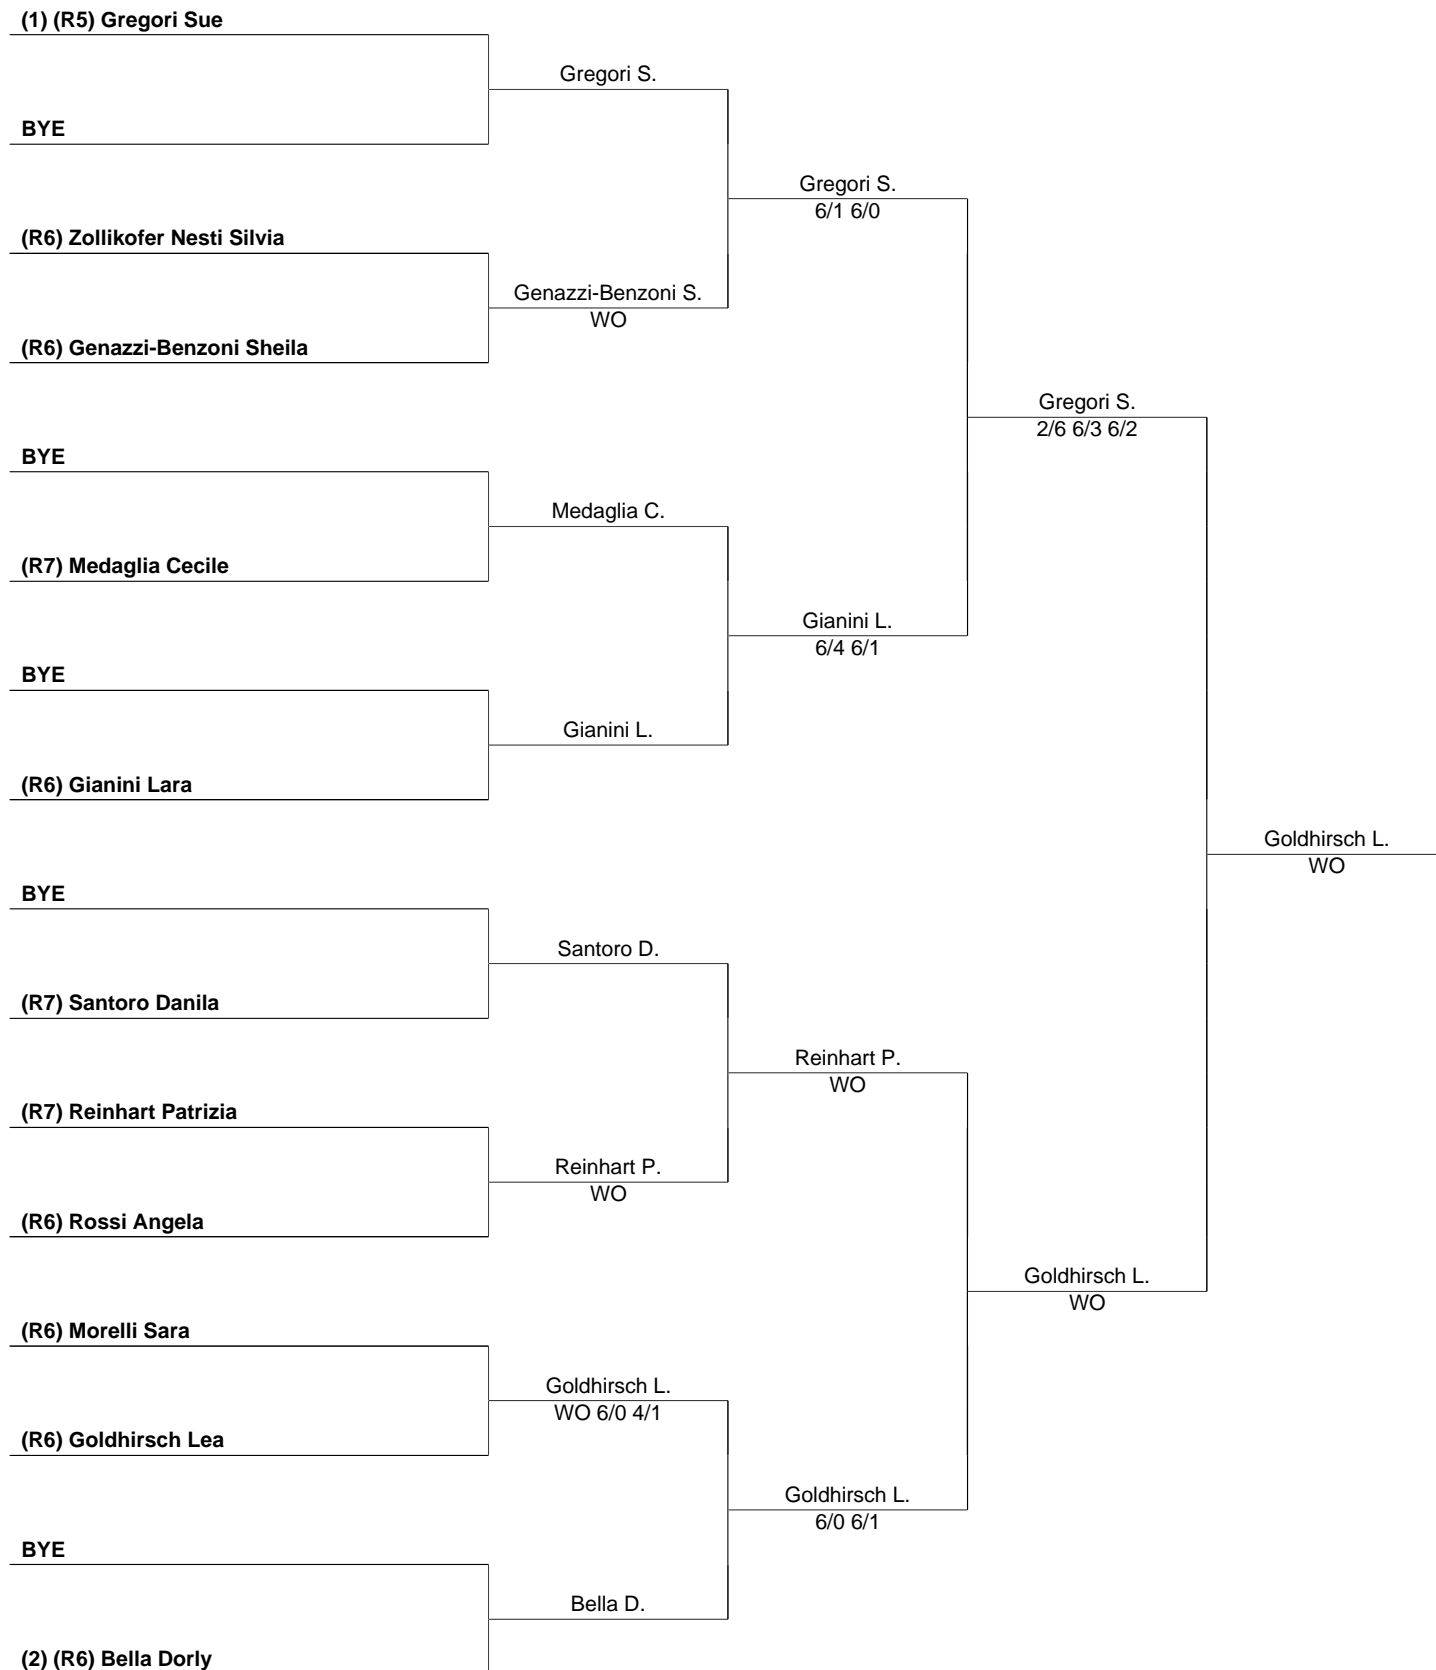 (1) (R5) Gregori Sue
Gregori S.
BYE
Gregori S.
6/1 6/0
(R6) Zollikofer Nesti Silvia
Genazzi-Benzoni S.
WO
(R6) Genazzi-Benzoni Sheila
Gregori S.
2/6 6/3 6/2
BYE
Medaglia C.
(R7) Medaglia Cecile
Gianini L.
6/4 6/1
BYE
Gianini L.
(R6) Gianini Lara
Goldhirsch L.
WO
BYE
Santoro D.
(R7) Santoro Danila
Reinhart P.
WO
(R7) Reinhart Patrizia
Reinhart P.
WO
(R6) Rossi Angela
Goldhirsch L.
WO
(R6) Morelli Sara
Goldhirsch L.
WO 6/0 4/1
(R6) Goldhirsch Lea
Goldhirsch L.
6/0 6/1
BYE
Bella D.
(2) (R6) Bella Dorly